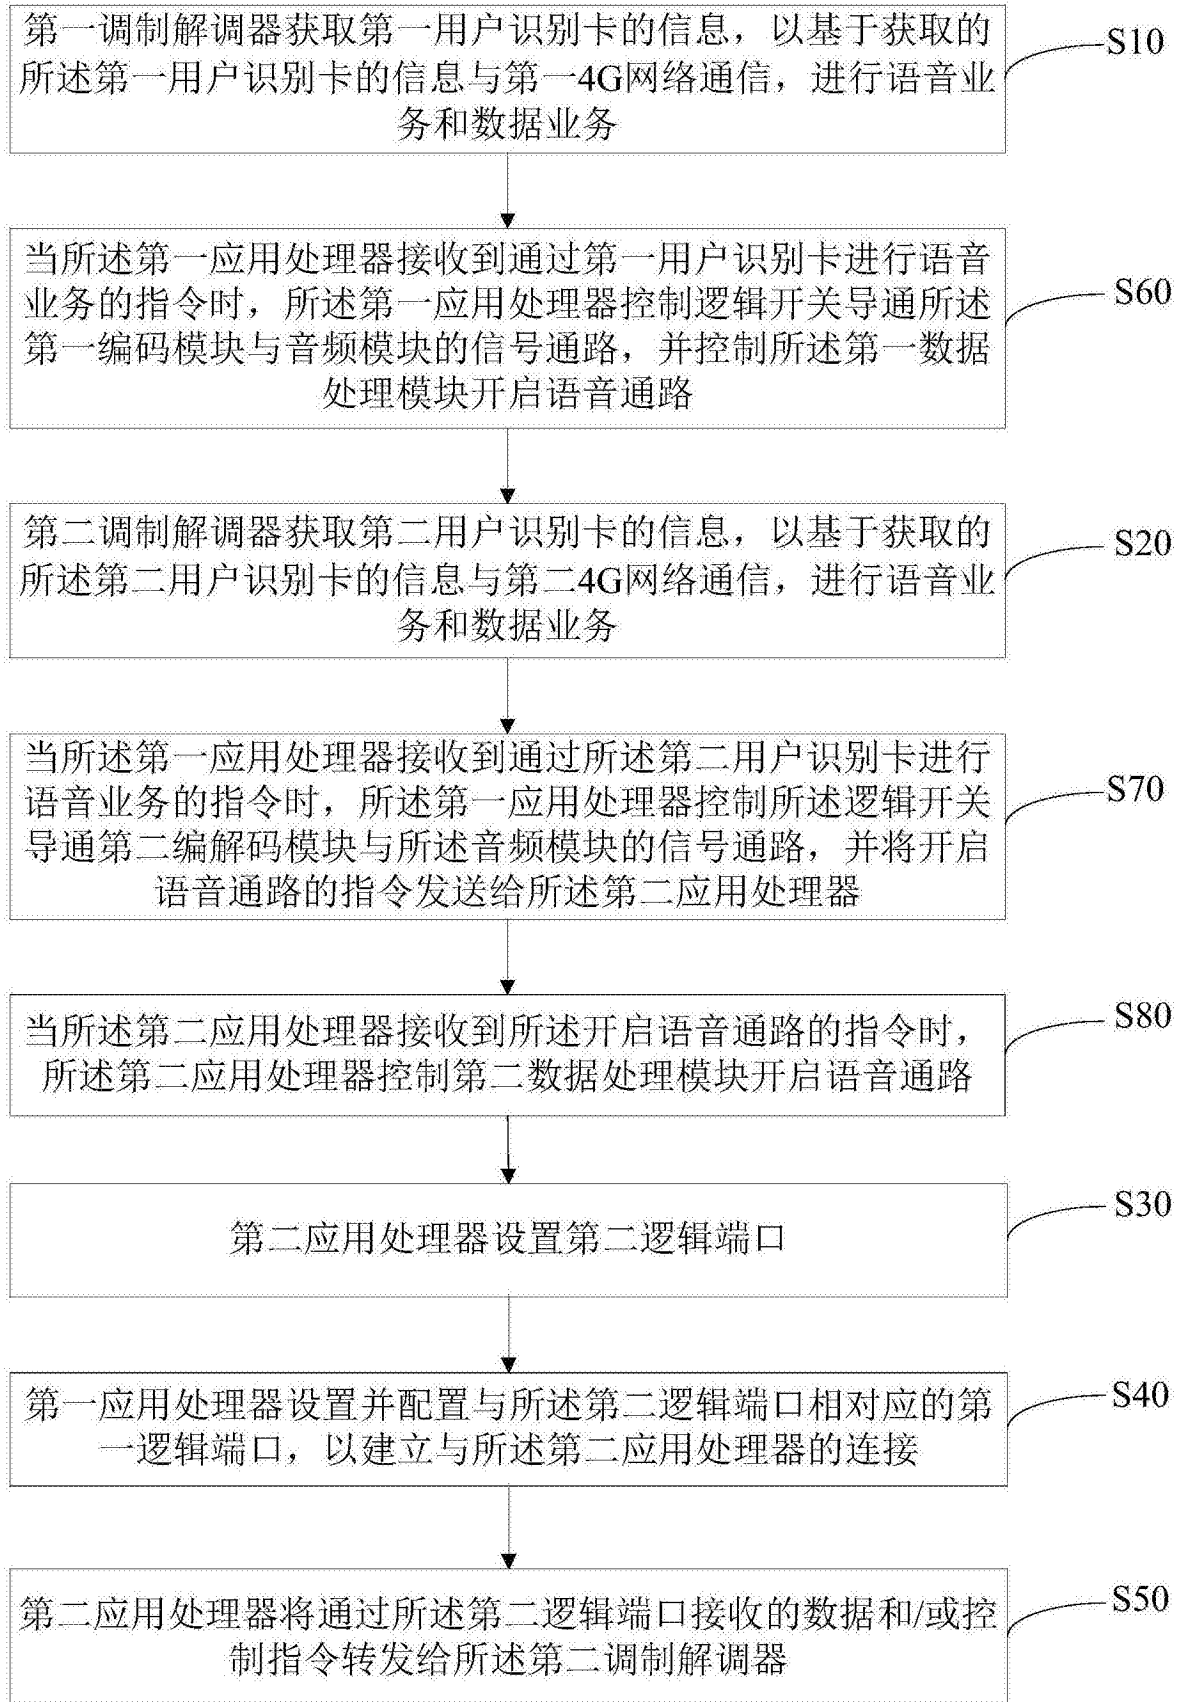 第一调制解调器获取第一用户识别卡的信息，以基于获取的
所述第一用户识别卡的信息与第一4G网络通信，进行语音业
务和数据业务
S10
当所述第一应用处理器接收到通过第一用户识别卡进行语音
业务的指令时，所述第一应用处理器控制逻辑开关导通所述
第一编码模块与音频模块的信号通路，并控制所述第一数据
处理模块开启语音通路
S60
第二调制解调器获取第二用户识别卡的信息，以基于获取的
所述第二用户识别卡的信息与第二4G网络通信，进行语音业
务和数据业务
S20
当所述第一应用处理器接收到通过所述第二用户识别卡进行
语音业务的指令时，所述第一应用处理器控制所述逻辑开关
导通第二编解码模块与所述音频模块的信号通路，并将开启
语音通路的指令发送给所述第二应用处理器
S70
当所述第二应用处理器接收到所述开启语音通路的指令时，
所述第二应用处理器控制第二数据处理模块开启语音通路
S80
第二应用处理器设置第二逻辑端口
S30
第一应用处理器设置并配置与所述第二逻辑端口相对应的第
一逻辑端口，以建立与所述第二应用处理器的连接
S40
第二应用处理器将通过所述第二逻辑端口接收的数据和/或控
制指令转发给所述第二调制解调器
S50